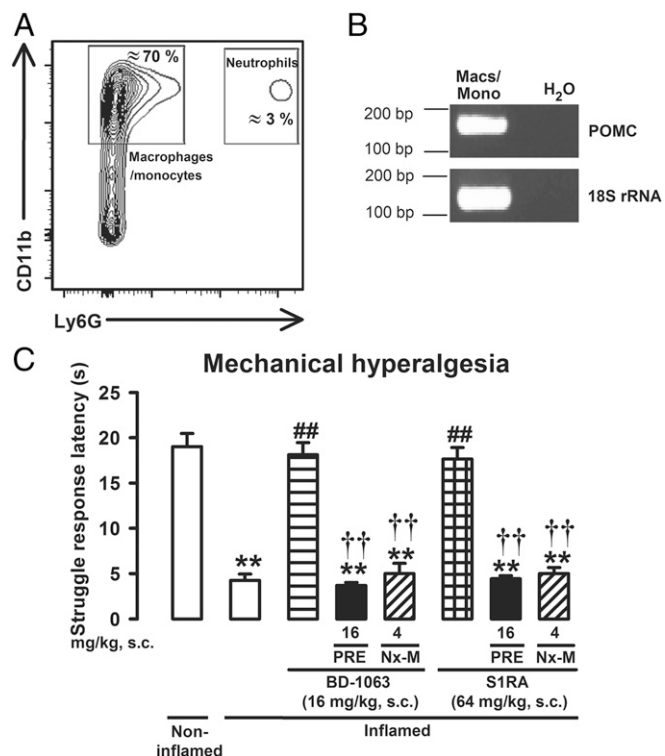 A
≈ 70 %
Neutrophils
≈ 3 %
Macrophages
/monocytes
CD11b
Ly6G
B
Macs/
Mono
H₂O
200 bp
100 bp
POMC
200 bp
100 bp
18S rRNA
C
Mechanical hyperalgesia
Struggle response latency (s)
25
20
15
10
5
0
**
##
††
**
††
**
##
††
**
††
**
mg/kg, s.c.
16 4 16 4
PRE Nx-M PRE Nx-M
BD-1063 S1RA
(16 mg/kg, s.c.) (64 mg/kg, s.c.)
Non-
inflamed
Inflamed